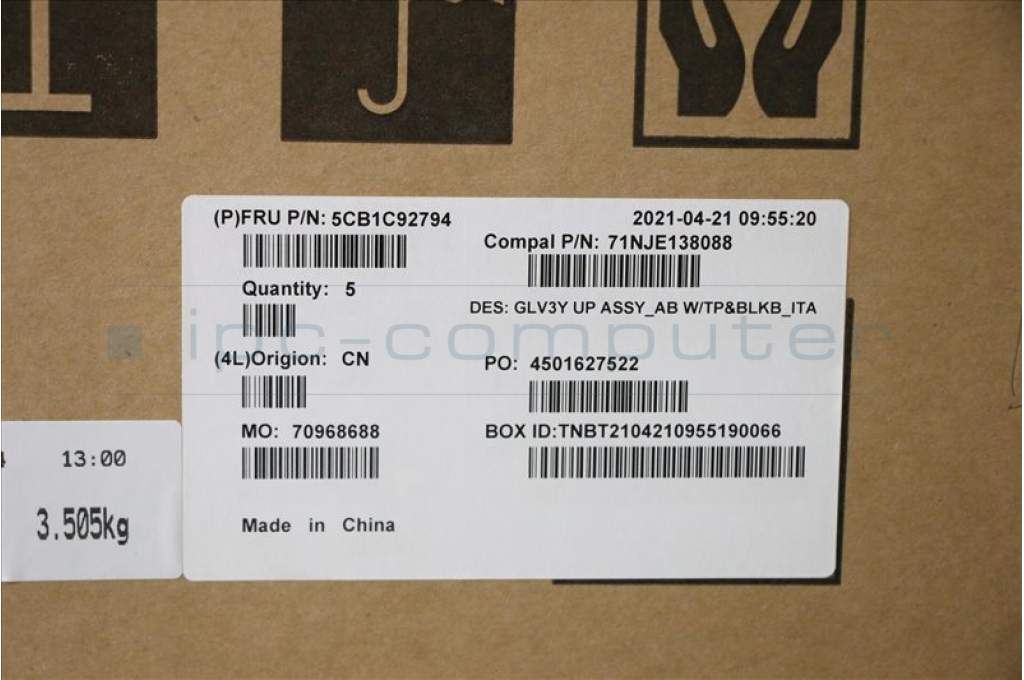 (P)FRU P/N: 5CB1C92794
2021-04-21 09:55:20
Compal P/N: 71NJE138088
Quantity: 5
DES: GLV3Y UP ASSY_AB W/TP&BLKB_ITA
ipc-computer
(4L)Origion: CN
PO: 4501627522
MO: 70968688
BOX ID:TNBT2104210955190066
13:00
3.505kg
Made in China